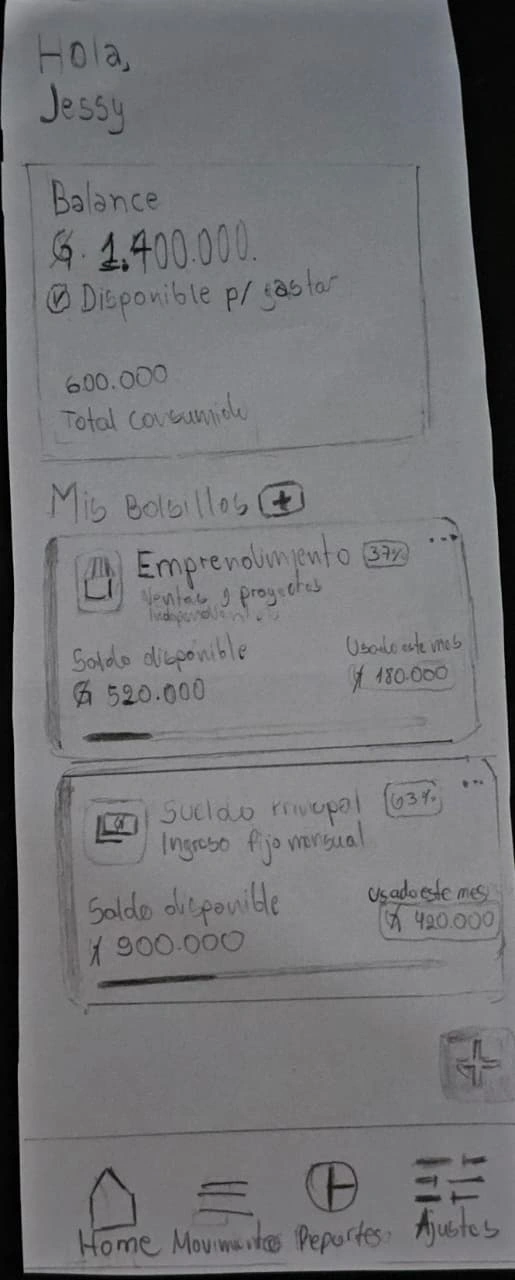 Hola,
Jessy
Balance
₲. 1.400.000.
Disponible p/ gastar
600.000
Total consumido
Mis Bolsillos +
Emprendimiento 37% ...
Ventas y proyectos
Saldo disponible
Usado este mes
₲ 520.000
₲ 180.000
Sueldo Principal 63% ...
Ingreso fijo mensual
Saldo disponible
Usado este mes
₲ 900.000
₲ 420.000
+
Home Movimientos Reportes Ajustes